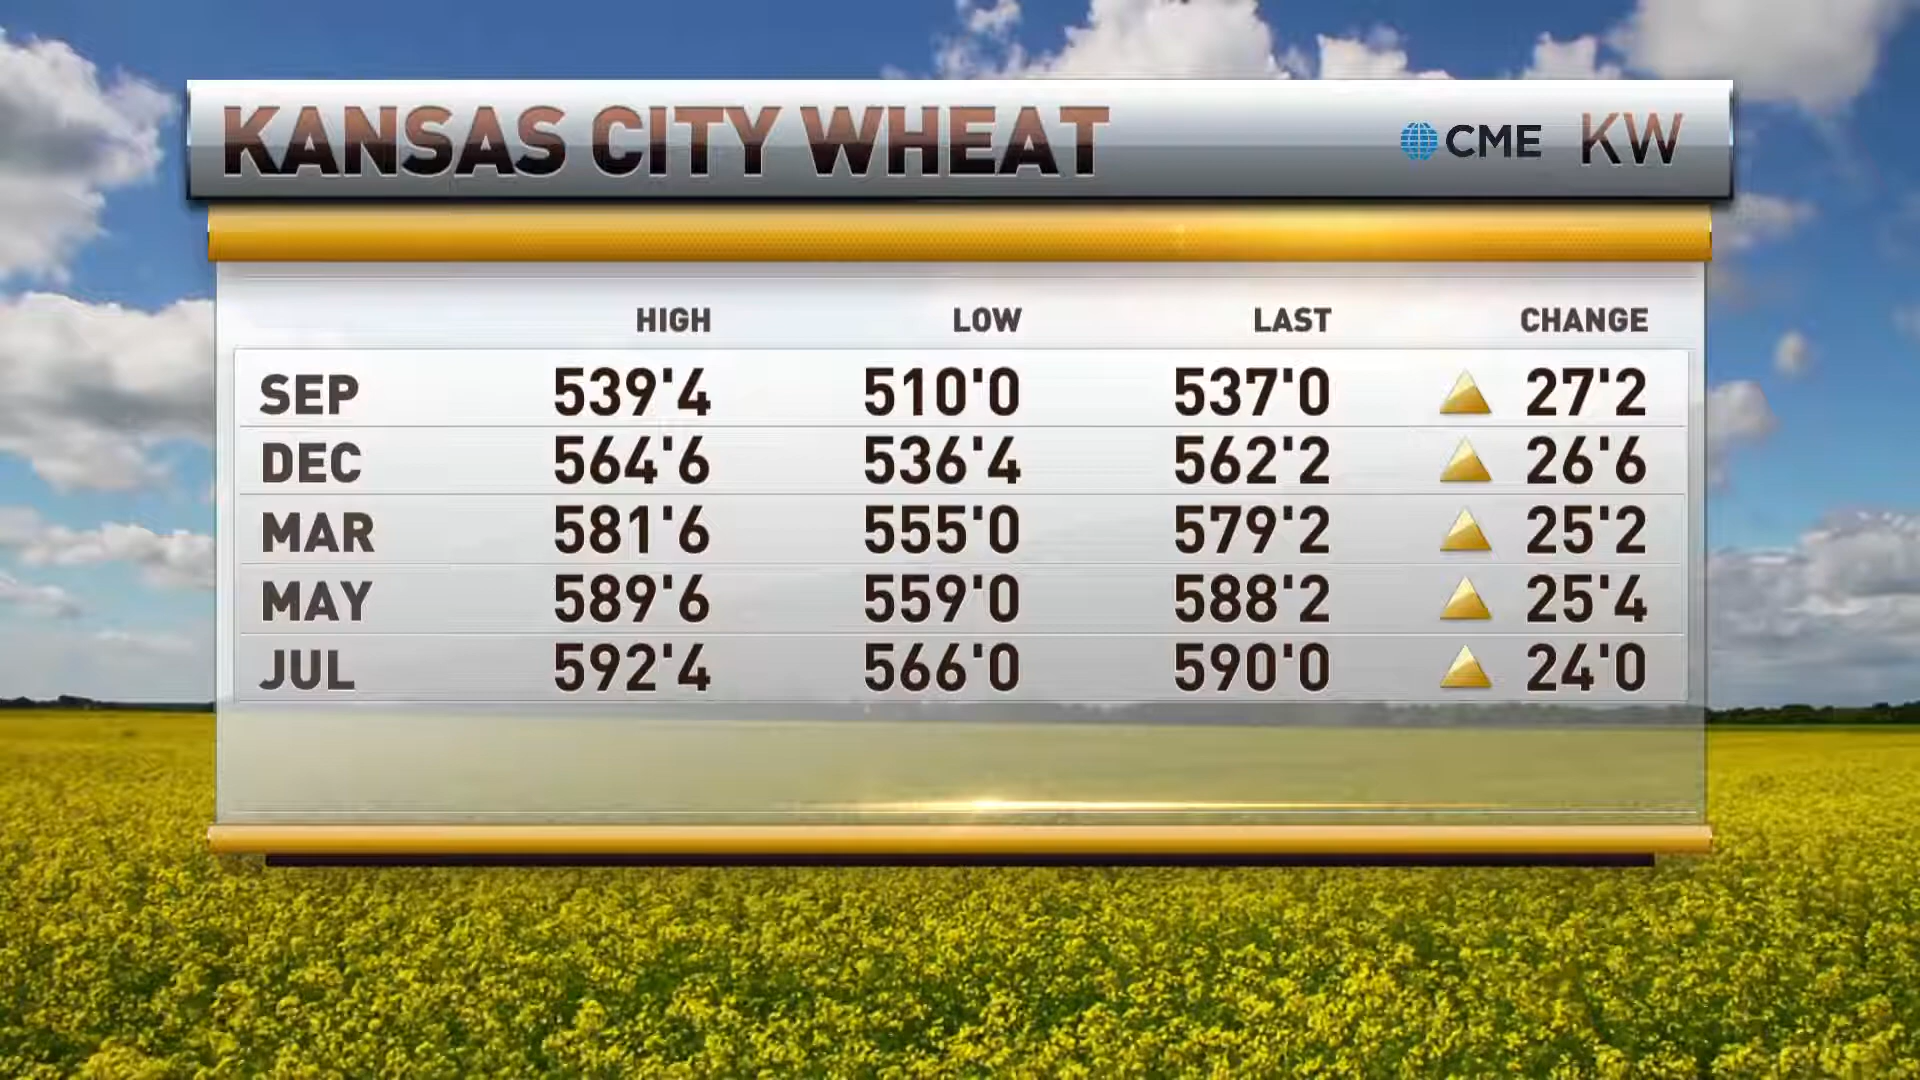 KANSAS CITY WHEAT CME KW
HIGH LOW LAST CHANGE
SEP 539'4 510'0 537'0 27'2
DEC 564'6 536'4 562'2 26'6
MAR 581'6 555'0 579'2 25'2
MAY 589'6 559'0 588'2 25'4
JUL 592'4 566'0 590'0 24'0